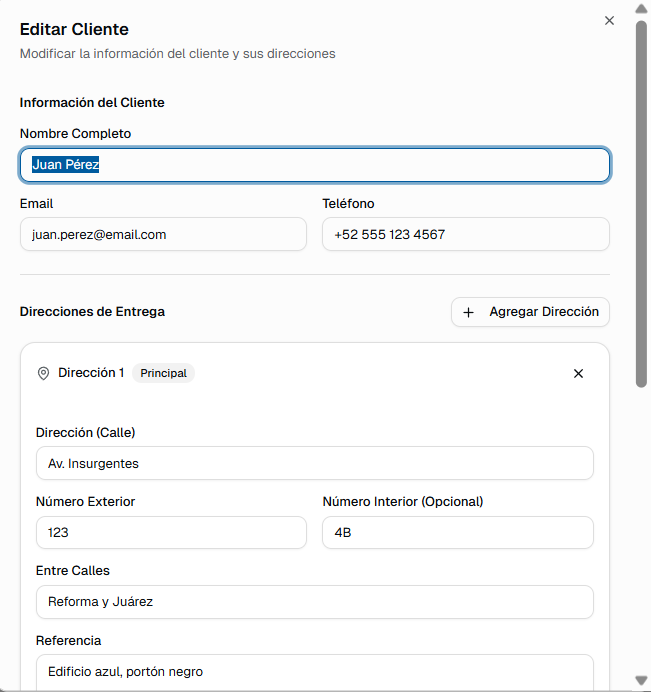 Editar Cliente
Modificar la información del cliente y sus direcciones
Información del Cliente
Nombre Completo
Juan Pérez
Email
Teléfono
juan.perez@email.com
+52 555 123 4567
Direcciones de Entrega
Agregar Dirección
Dirección 1
Principal
Dirección (Calle)
Av. Insurgentes
Número Exterior
Número Interior (Opcional)
123
4B
Entre Calles
Reforma y Juárez
Referencia
Edificio azul, portón negro